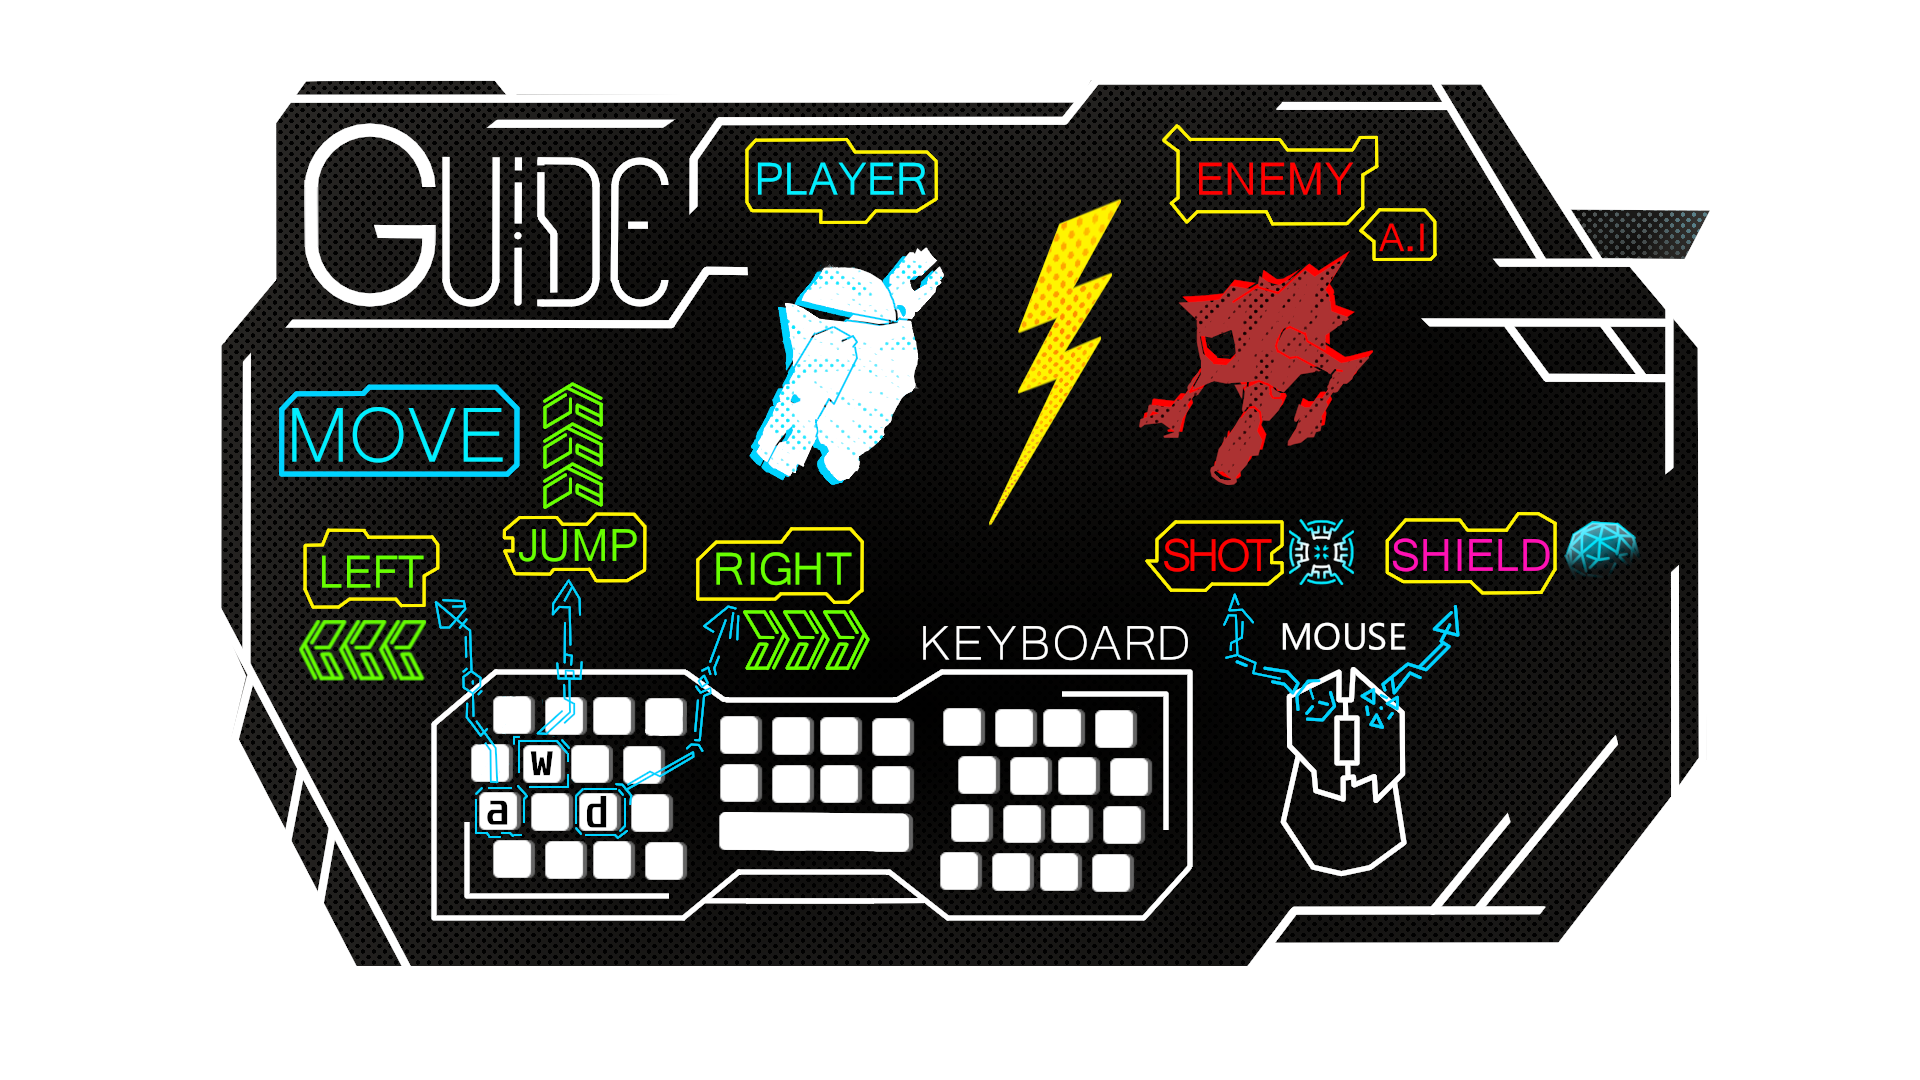 GUiDE
PLAYER
ENEMY
A.I
MOVE
JUMP
LEFT
RIGHT
SHOT
SHIELD
KEYBOARD
MOUSE
w
a
d